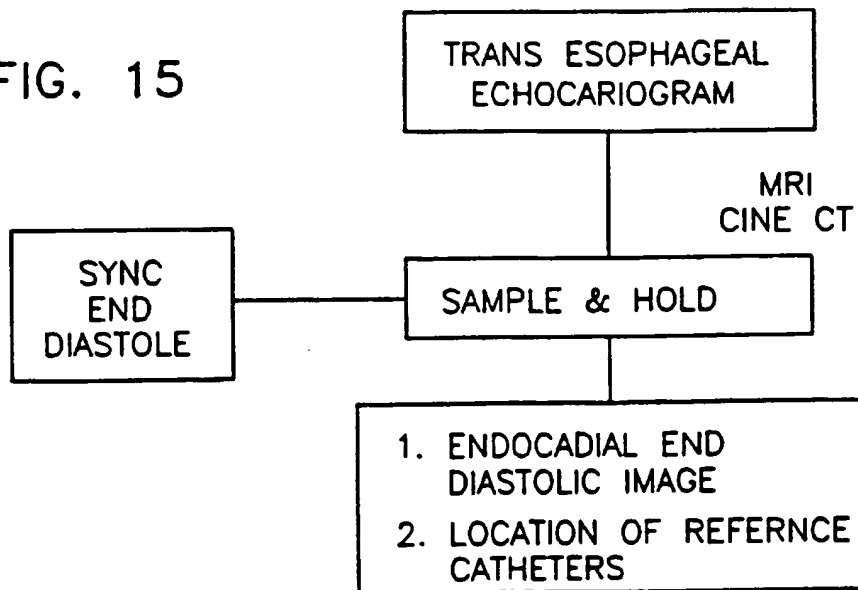 FIG. 15
TRANS ESOPHAGEAL
ECHOCARIOGRAM
MRI
CINE CT
SYNC
END
DIASTOLE
SAMPLE & HOLD
1. ENDOCADIAL END
DIASTOLIC IMAGE
2. LOCATION OF REFERNCE
CATHETERS